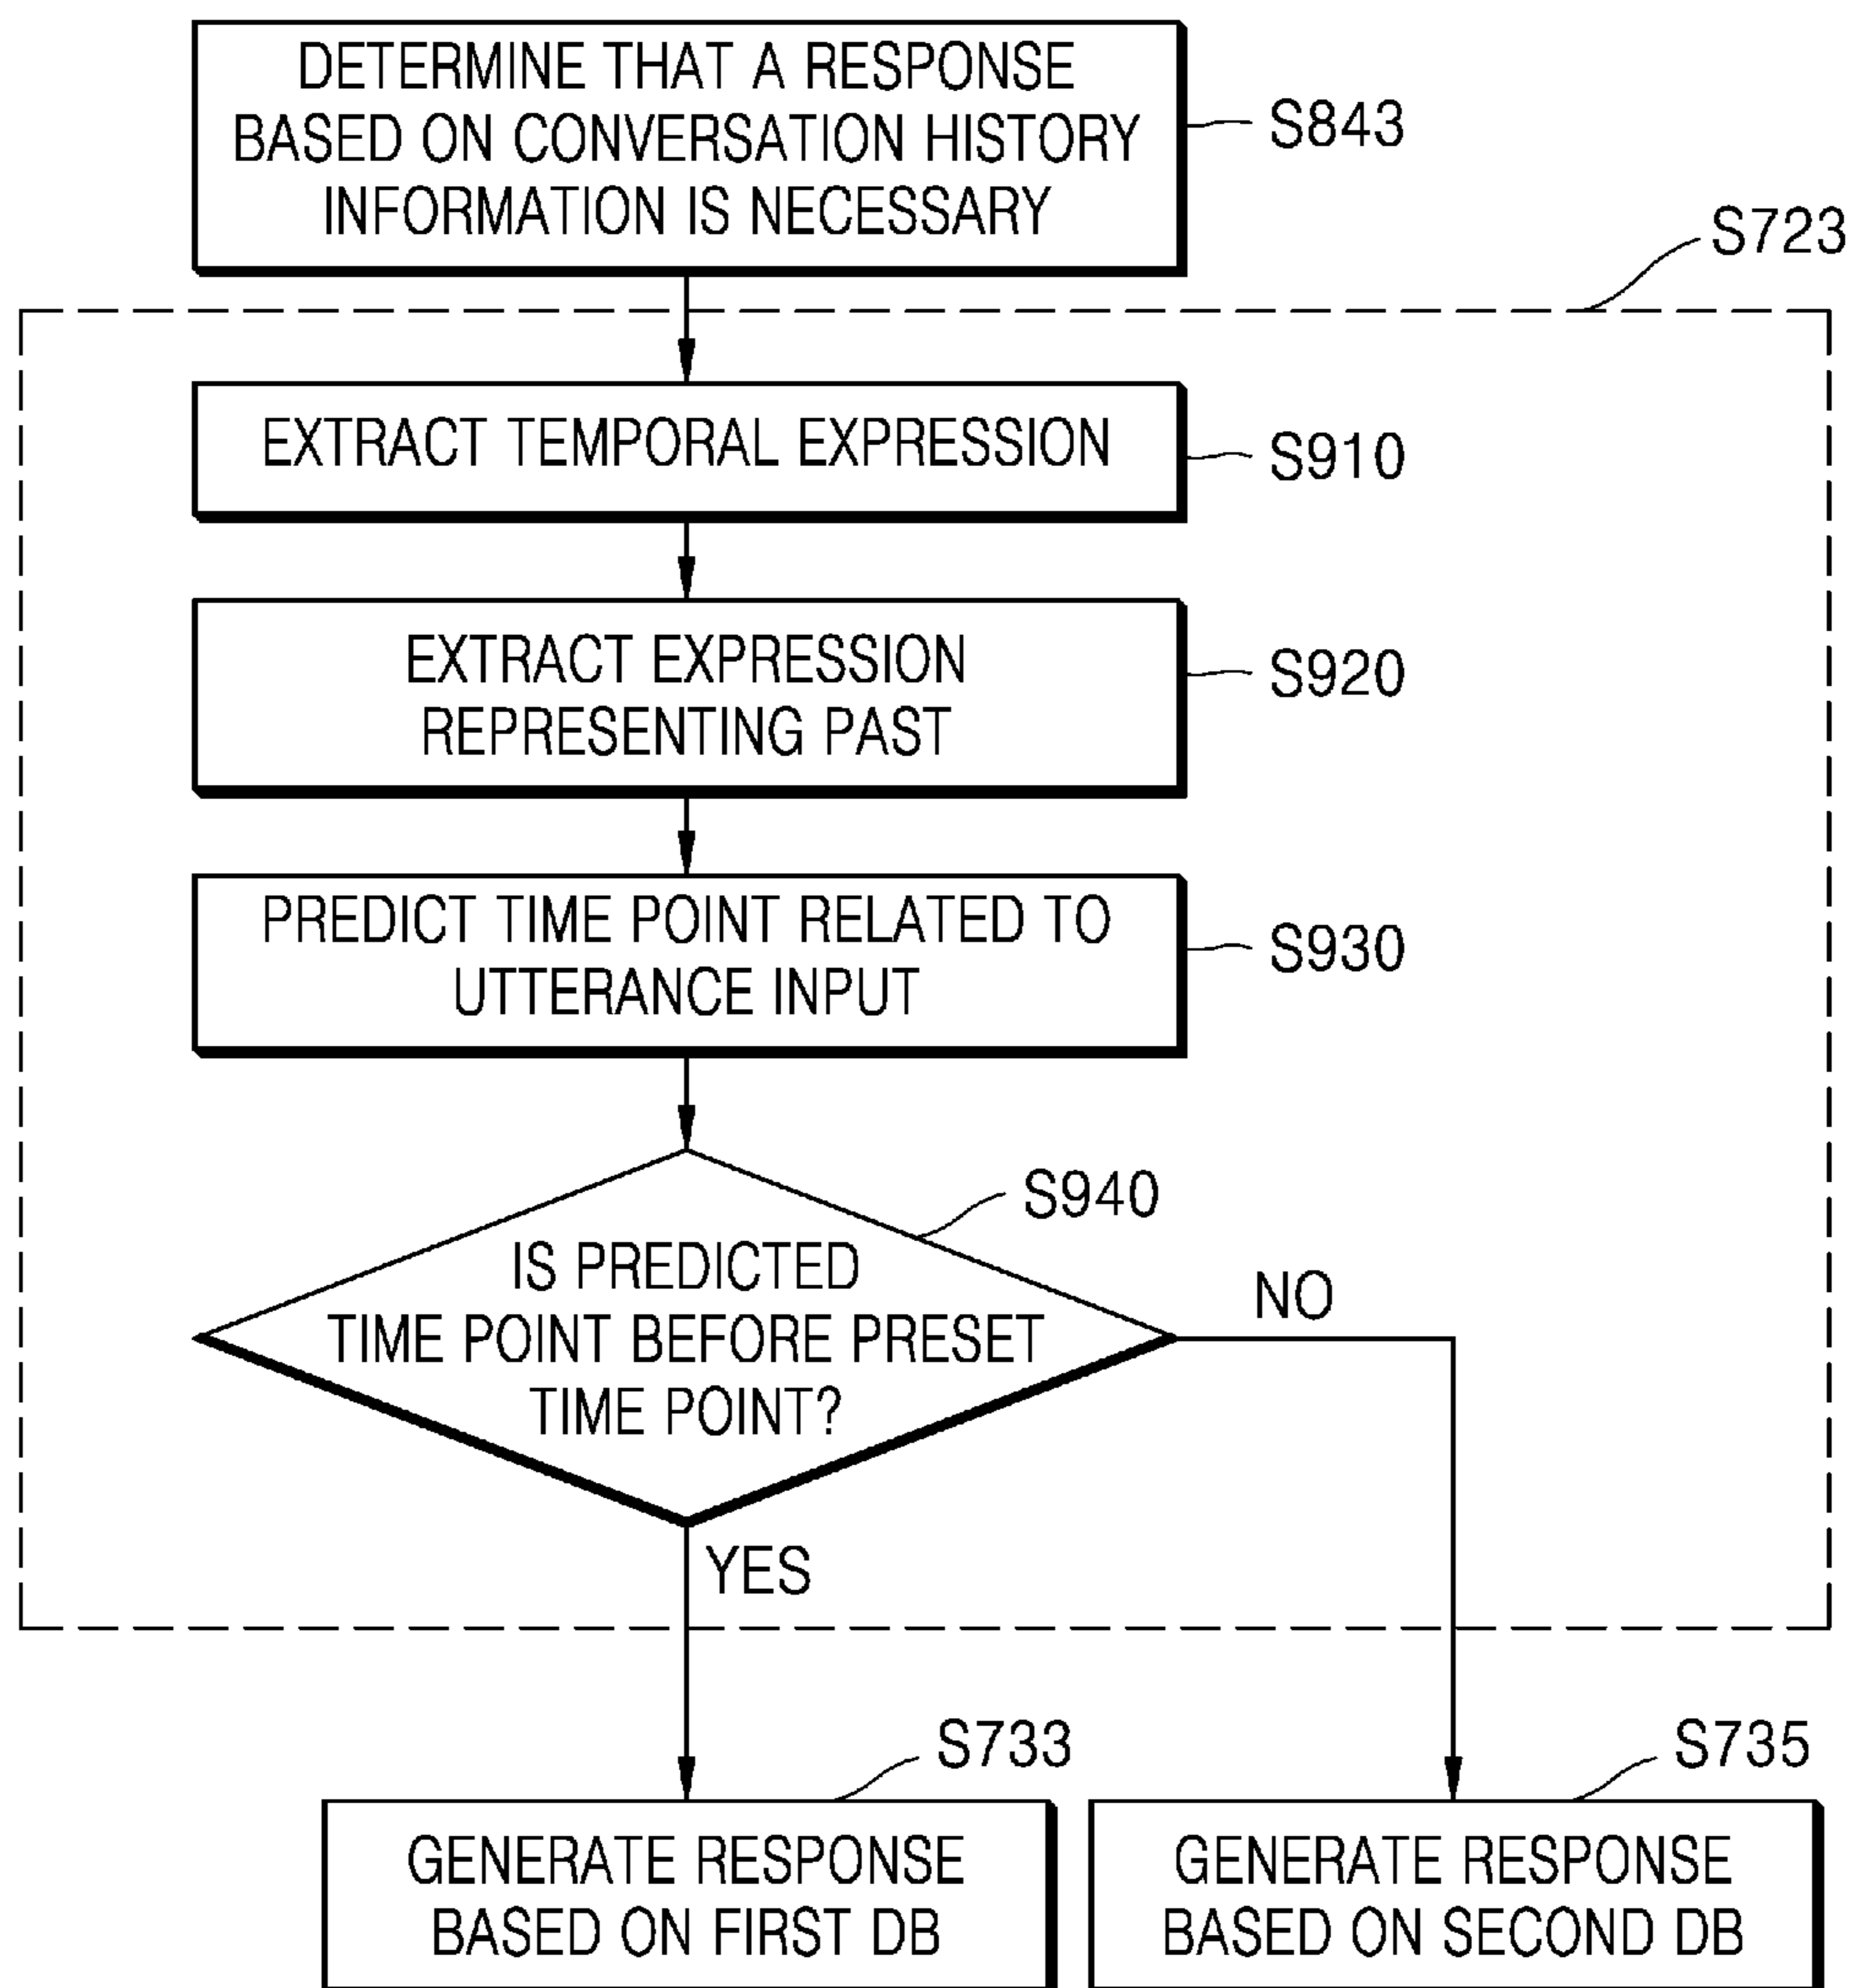 DETERMINE THAT A RESPONSE
BASED ON CONVERSATION HISTORY
INFORMATION IS NECESSARY
S843
S723
EXTRACT TEMPORAL EXPRESSION
S910
EXTRACT EXPRESSION
REPRESENTING PAST
S920
PREDICT TIME POINT RELATED TO
UTTERANCE INPUT
S930
S940
IS PREDICTED
TIME POINT BEFORE PRESET
TIME POINT?
NO
YES
S733
S735
GENERATE RESPONSE
BASED ON FIRST DB
GENERATE RESPONSE
BASED ON SECOND DB